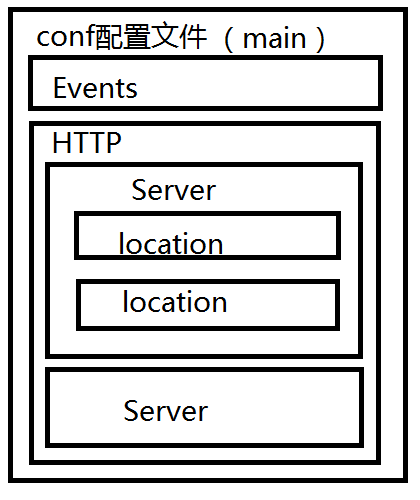 conf配置文件（main）
Events
HTTP
Server
location
location
Server